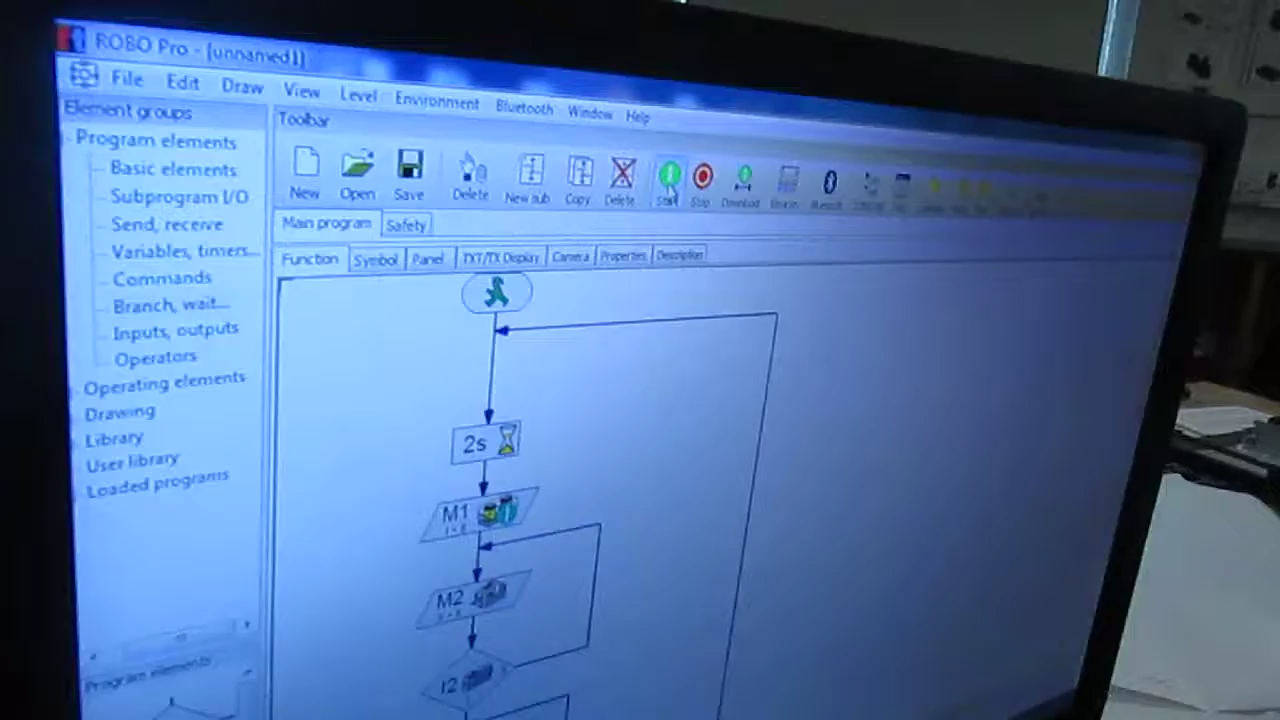 ROBO Pro - [unnamed1]
File Edit Draw View Level Environment Bluetooth Window Help
Element groups
Program elements
Basic elements
Subprogram I/O
Send, receive
Variables, timers...
Commands
Branch, wait...
Inputs, outputs
Operators
Operating elements
Drawing
Library
User library
Loaded programs
Program elements
Toolbar
New Open Save Delete New sub Copy Delete Start Stop Download
Main program Safety
Function Symbol Panel TXT/TX Display Camera Properties Description
2s
M1
M2
I2